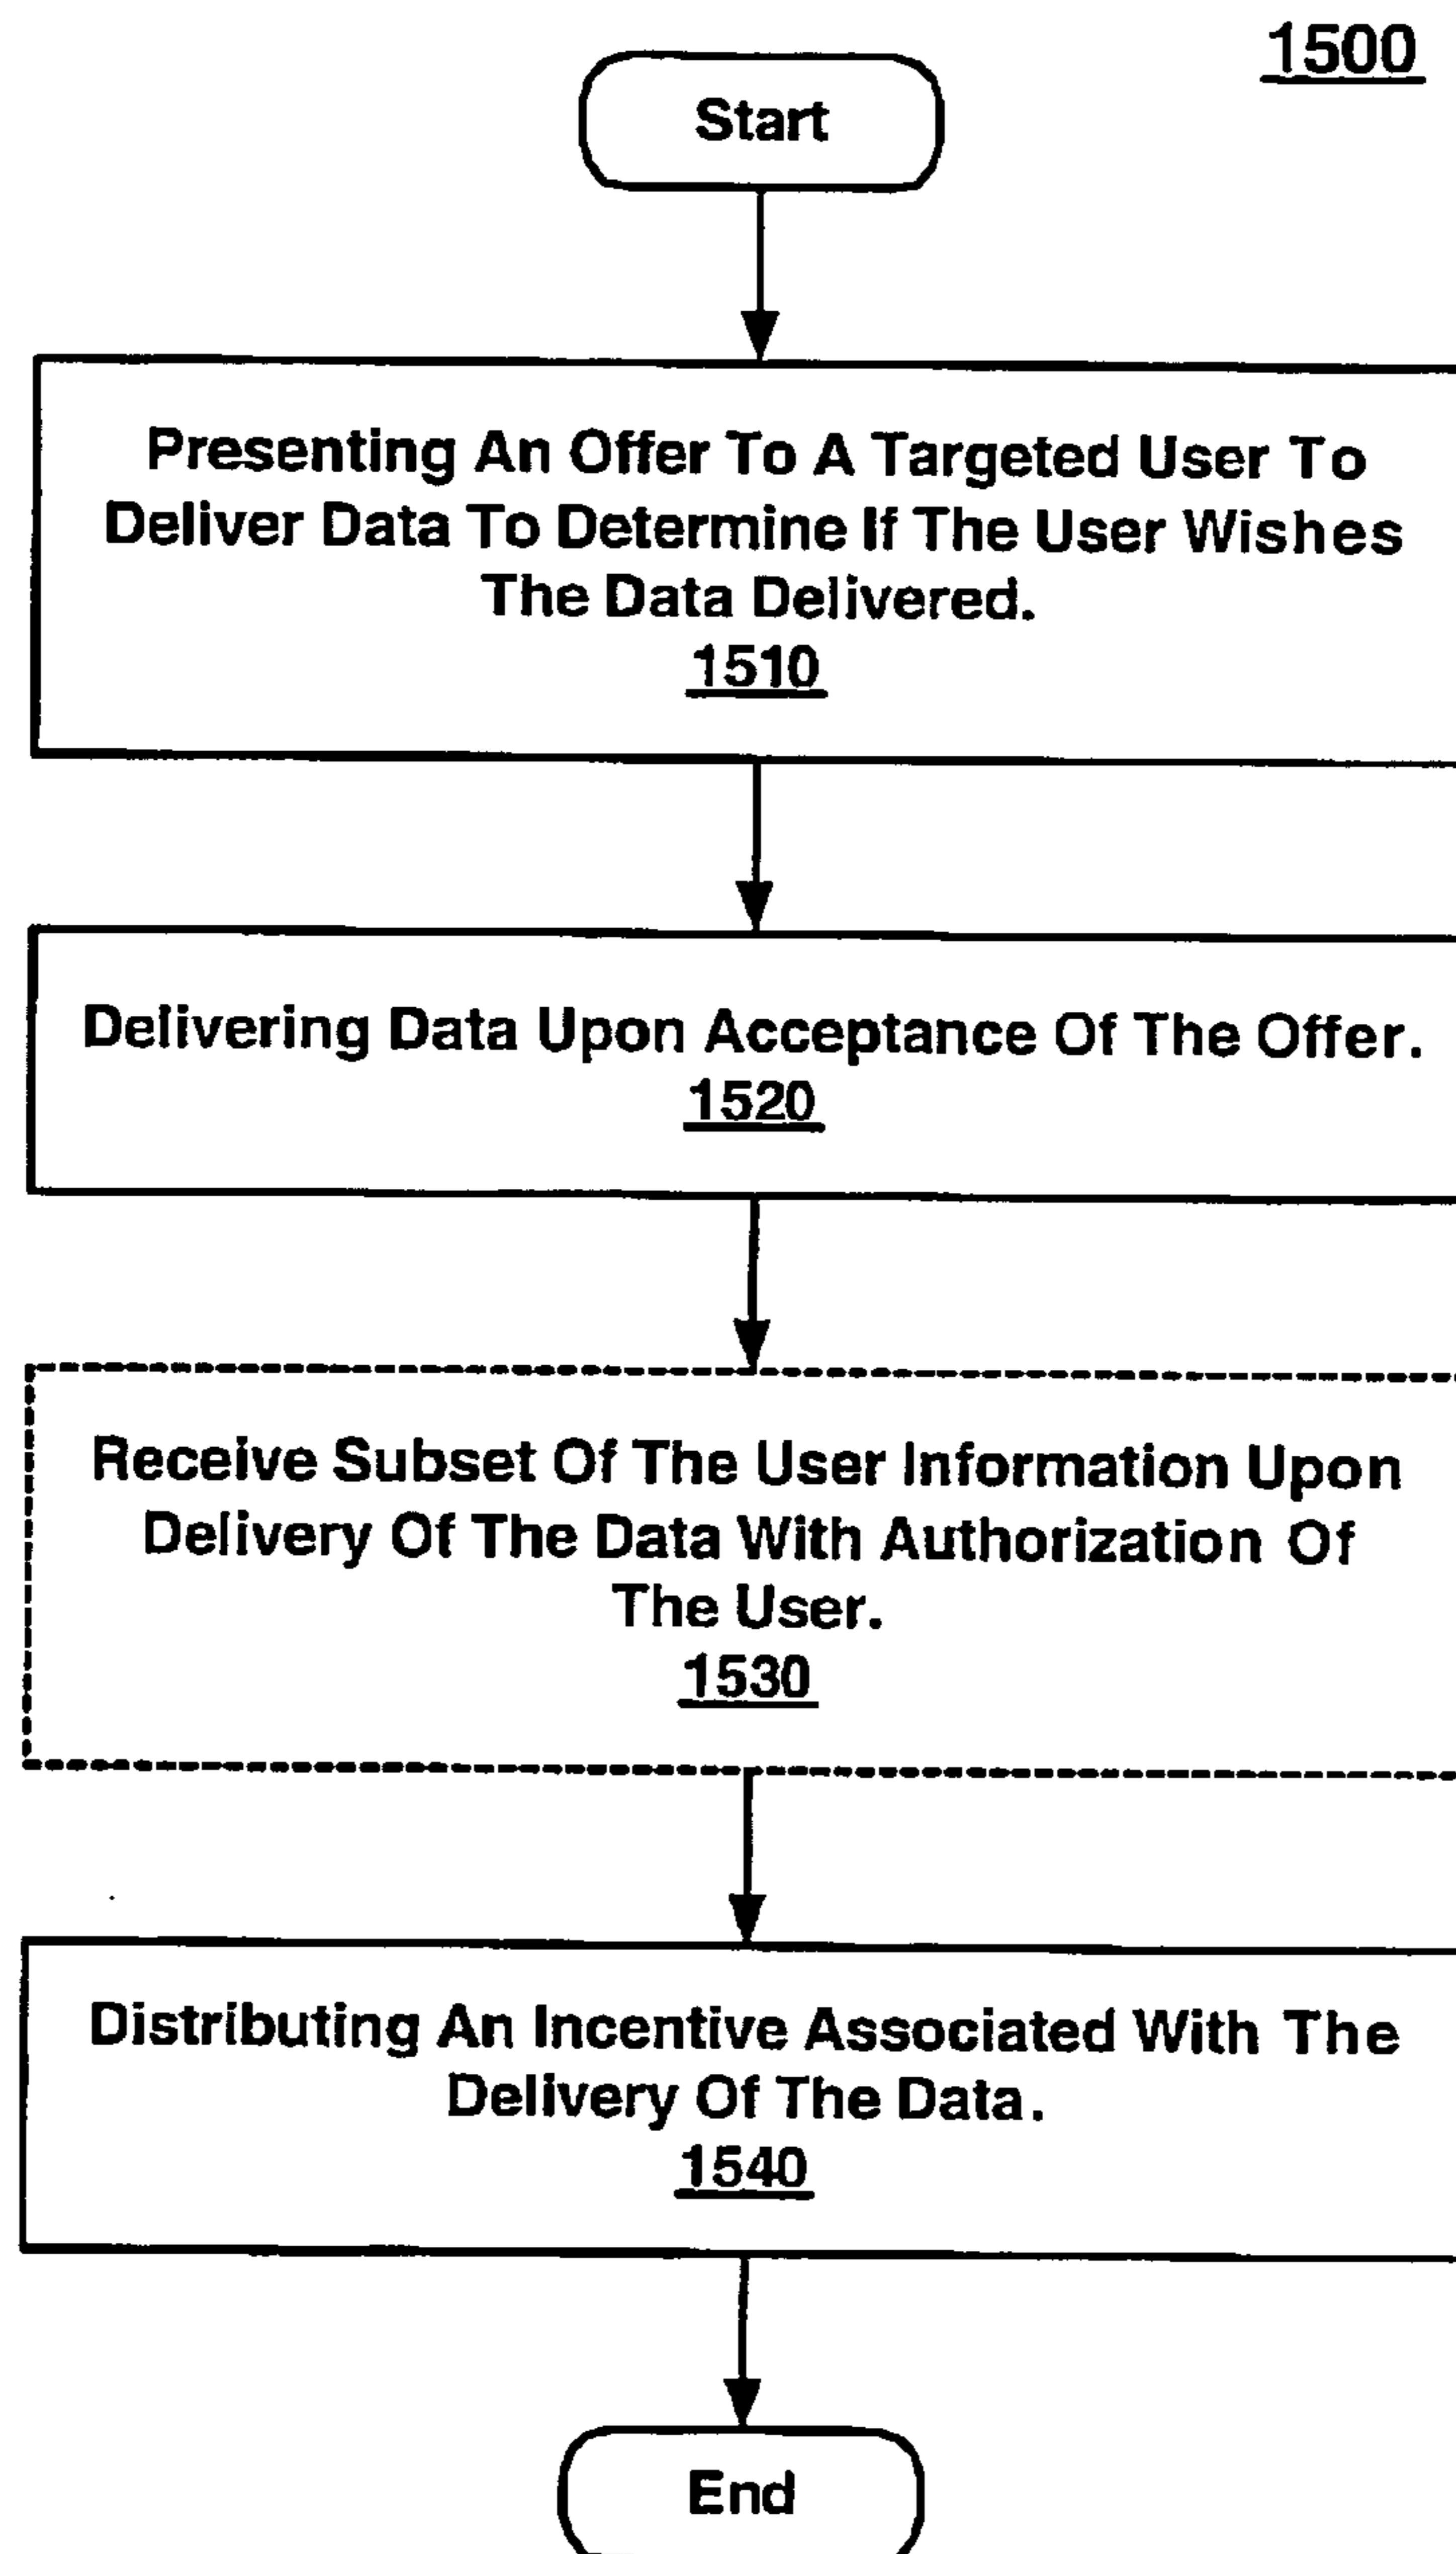 1500
Start
Presenting An Offer To A Targeted User To
Deliver Data To Determine If The User Wishes
The Data Delivered.
1510
Delivering Data Upon Acceptance Of The Offer.
1520
Receive Subset Of The User Information Upon
Delivery Of The Data With Authorization Of
The User.
1530
Distributing An Incentive Associated With The
Delivery Of The Data.
1540
End